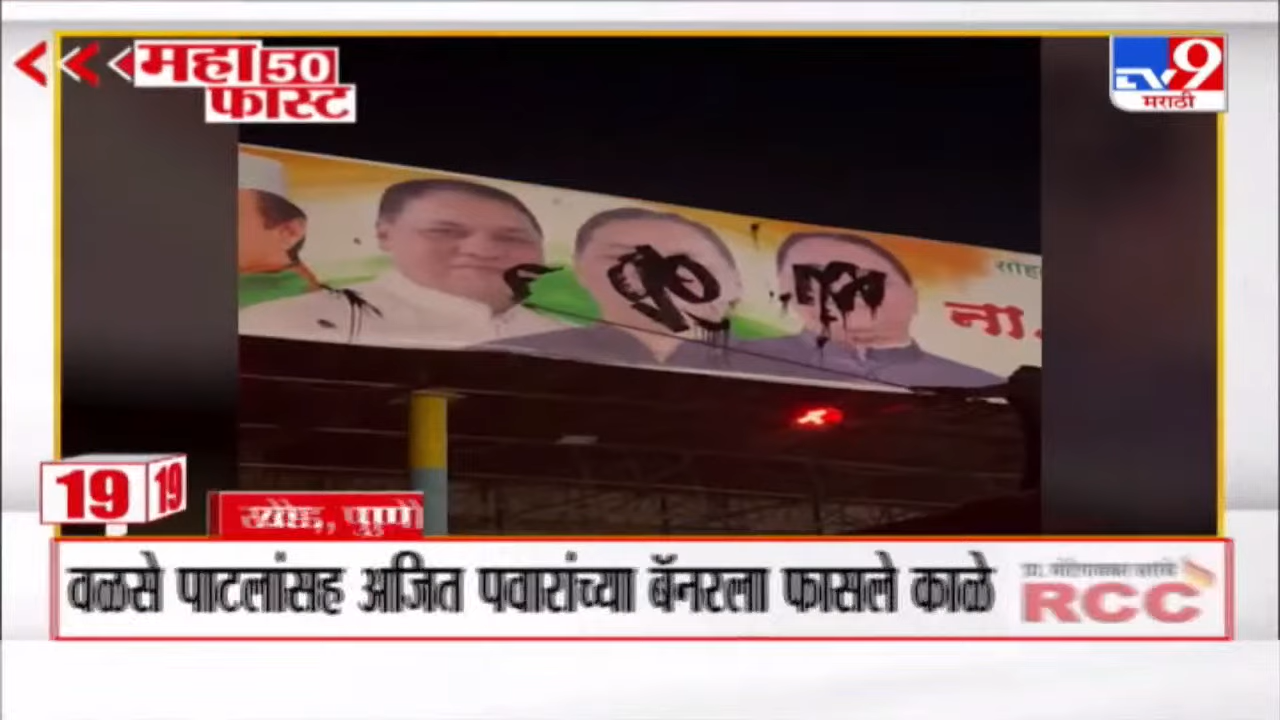 महा 50
फास्ट
TV9
मराठी
ना.
19 19
पुणे
वळसे पाटलांसह अजित पवारांच्या बॅनरला फासले काळे
RCC